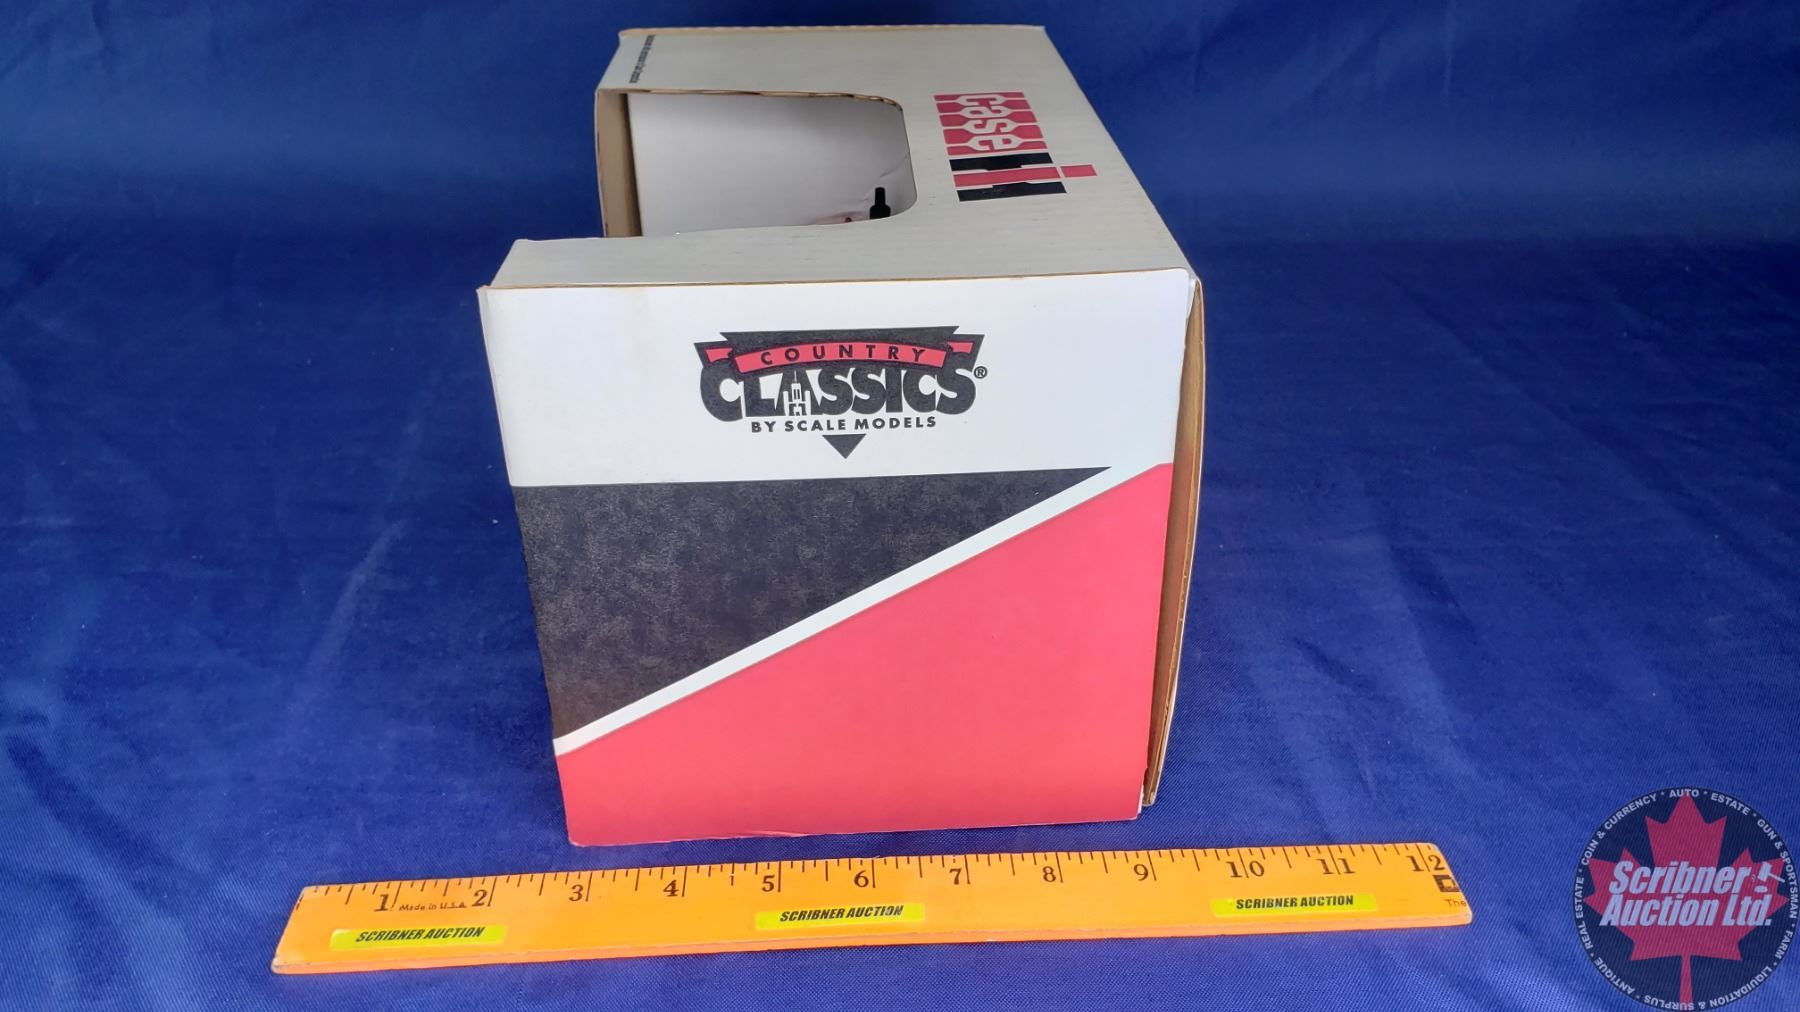 case iH
COUNTRY
CLASSICS®
BY SCALE MODELS
1 2 3 4 5 6 7 8 9 10 11 12
Made in U.S.A.
The
SCRIBNER AUCTION
SCRIBNER AUCTION
SCRIBNER AUCTION
COIN & CURRENCY * AUTO * ESTATE * GUN & SPORTSMAN * FARM * LIQUIDATION & SURPLUS * ANTIQUE * REAL ESTATE *
Scribner
Auction Ltd.